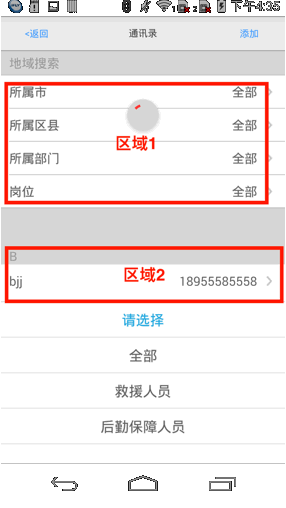 下午4:35
<返回 通讯录 添加
地域搜索
所属市 全部
所属区县 全部
区域1
所属部门 全部
岗位 全部
B
区域2
bjj 18955585558
请选择
全部
救援人员
后勤保障人员